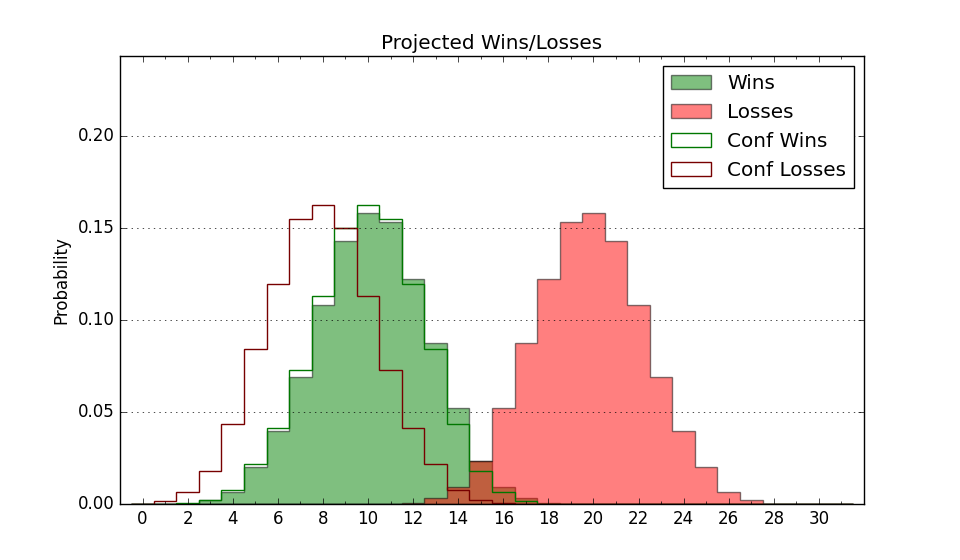 Projected Wins/Losses
Wins
Losses
Conf Wins
Conf Losses
Probability
0.20
0.15
0.10
0.05
0.00
0 2 4 6 8 10 12 14 16 18 20 22 24 26 28 30